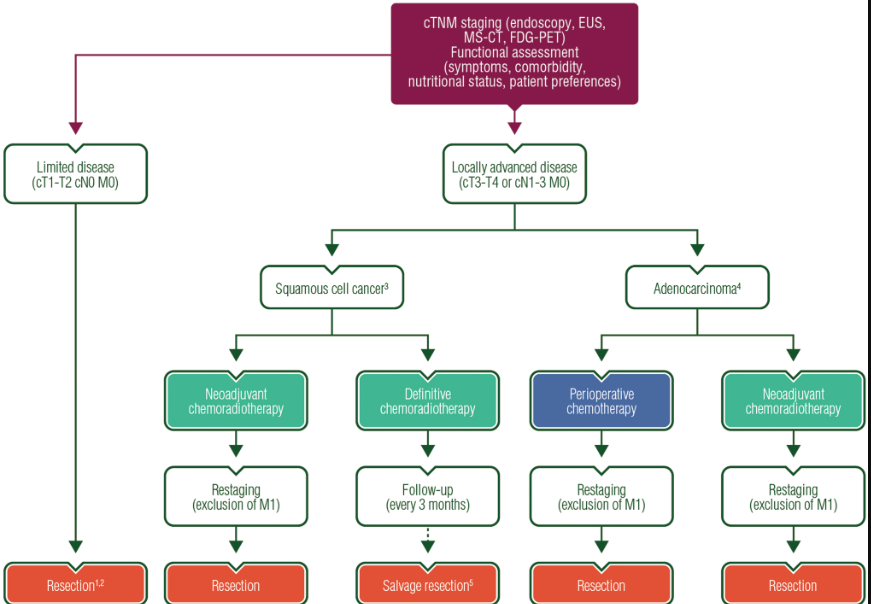 cTNM staging (endoscopy, EUS,
MS-CT, FDG-PET)
Functional assessment
(symptoms, comorbidity,
nutritional status, patient preferences)
Limited disease
(cT1-T2 cN0 M0)
Locally advanced disease
(cT3-T4 or cN1-3 M0)
Squamous cell cancer³
Adenocarcinoma⁴
Neoadjuvant
chemoradiotherapy
Definitive
chemoradiotherapy
Perioperative
chemotherapy
Neoadjuvant
chemoradiotherapy
Restaging
(exclusion of M1)
Follow-up
(every 3 months)
Restaging
(exclusion of M1)
Restaging
(exclusion of M1)
Resection¹,²
Resection
Salvage resection⁵
Resection
Resection